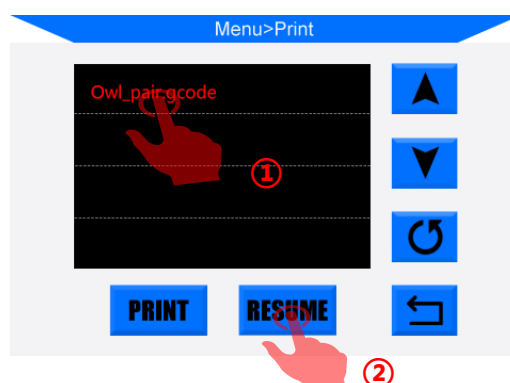 Menu>Print
Owl_pair.gcode
①
PRINT
RESUME
②